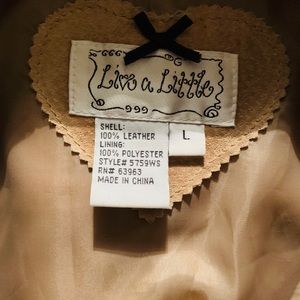 Live a Little
SHELL:
100% LEATHER
LINING:
100% POLYESTER
STYLE# 5759WS
RN# 63963
MADE IN CHINA
L